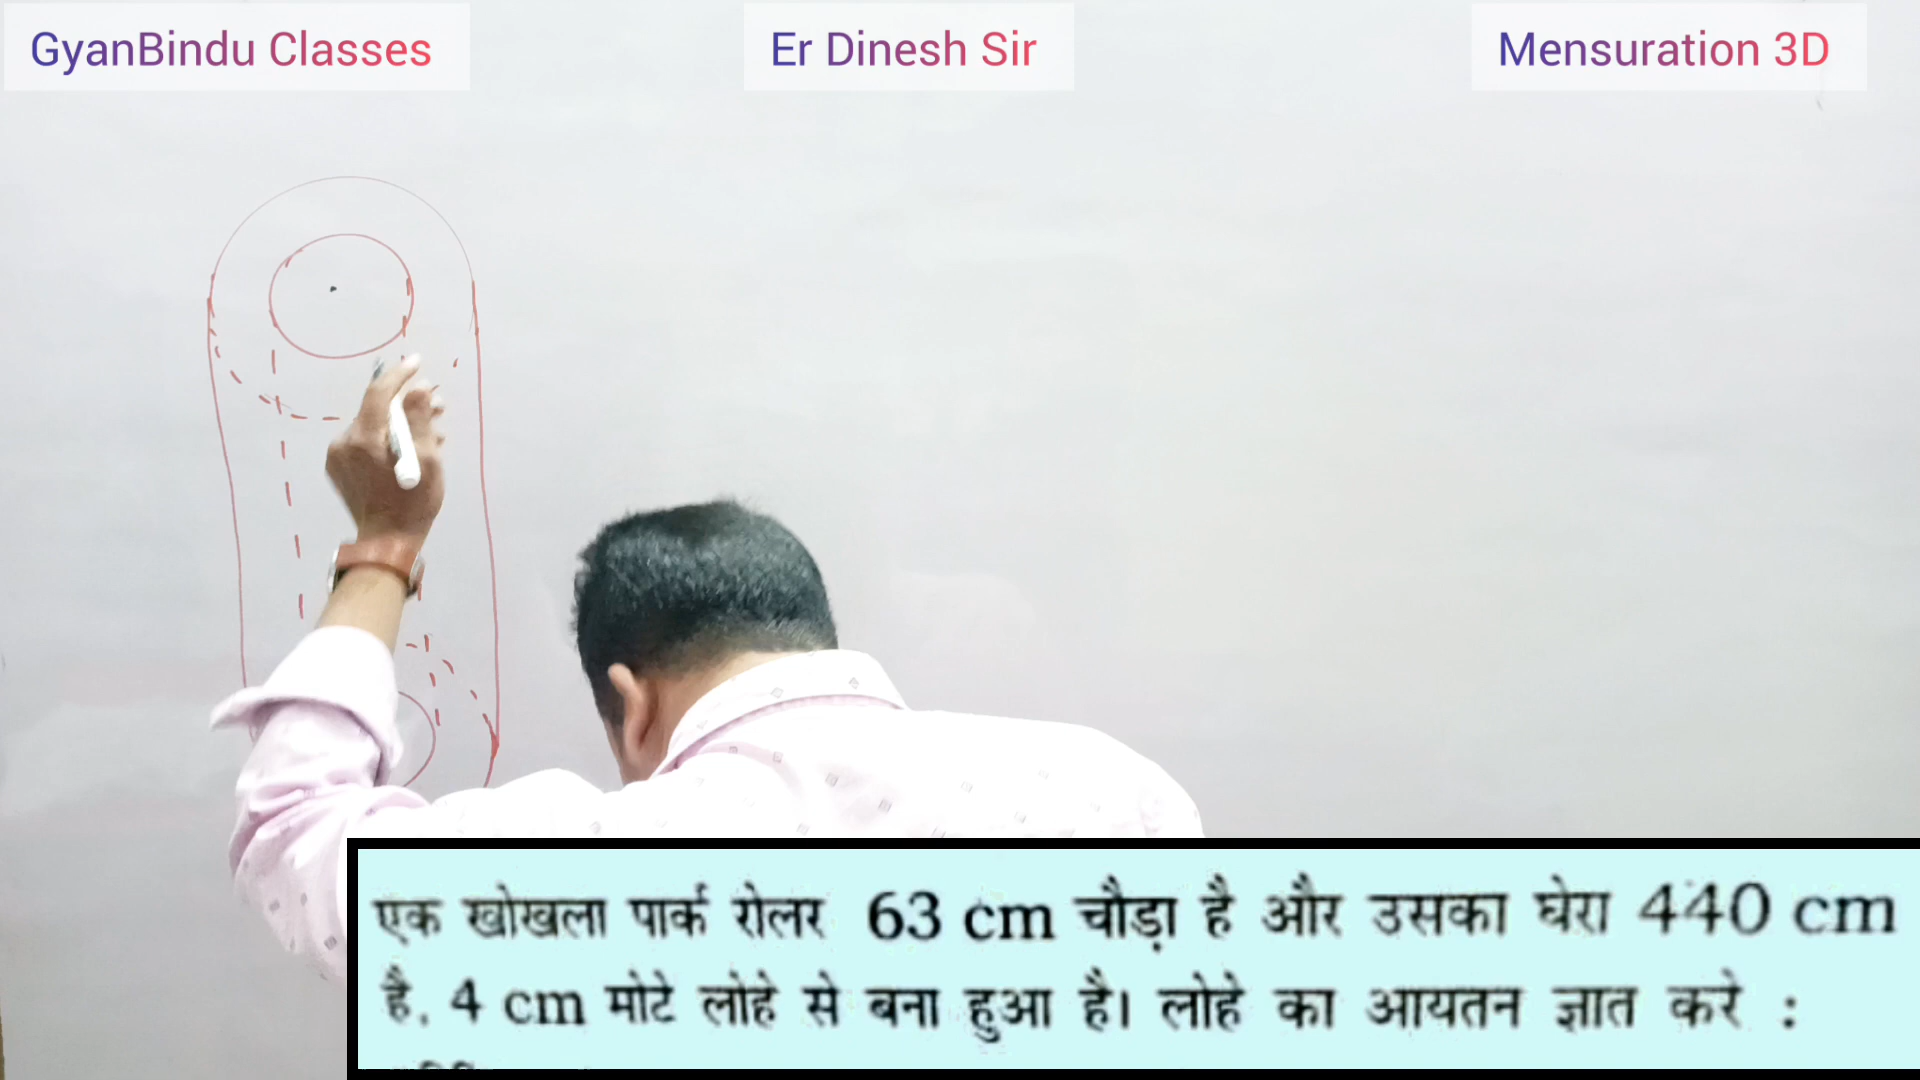 GyanBindu Classes
Er Dinesh Sir
Mensuration 3D
एक खोखला पार्क रोलर 63 cm चौड़ा है और उसका घेरा 440 cm
है. 4 cm मोटे लोहे से बना हुआ है। लोहे का आयतन ज्ञात करे :